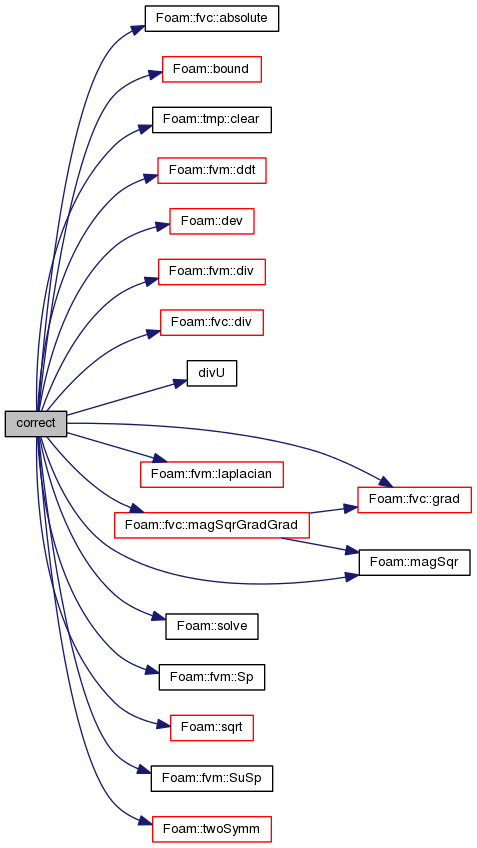 Foam::fvc::absolute
Foam::bound
Foam::tmp::clear
Foam::fvm::ddt
Foam::dev
Foam::fvm::div
Foam::fvc::div
divU
correct
Foam::fvm::laplacian
Foam::fvc::grad
Foam::fvc::magSqrGradGrad
Foam::magSqr
Foam::solve
Foam::fvm::Sp
Foam::sqrt
Foam::fvm::SuSp
Foam::twoSymm